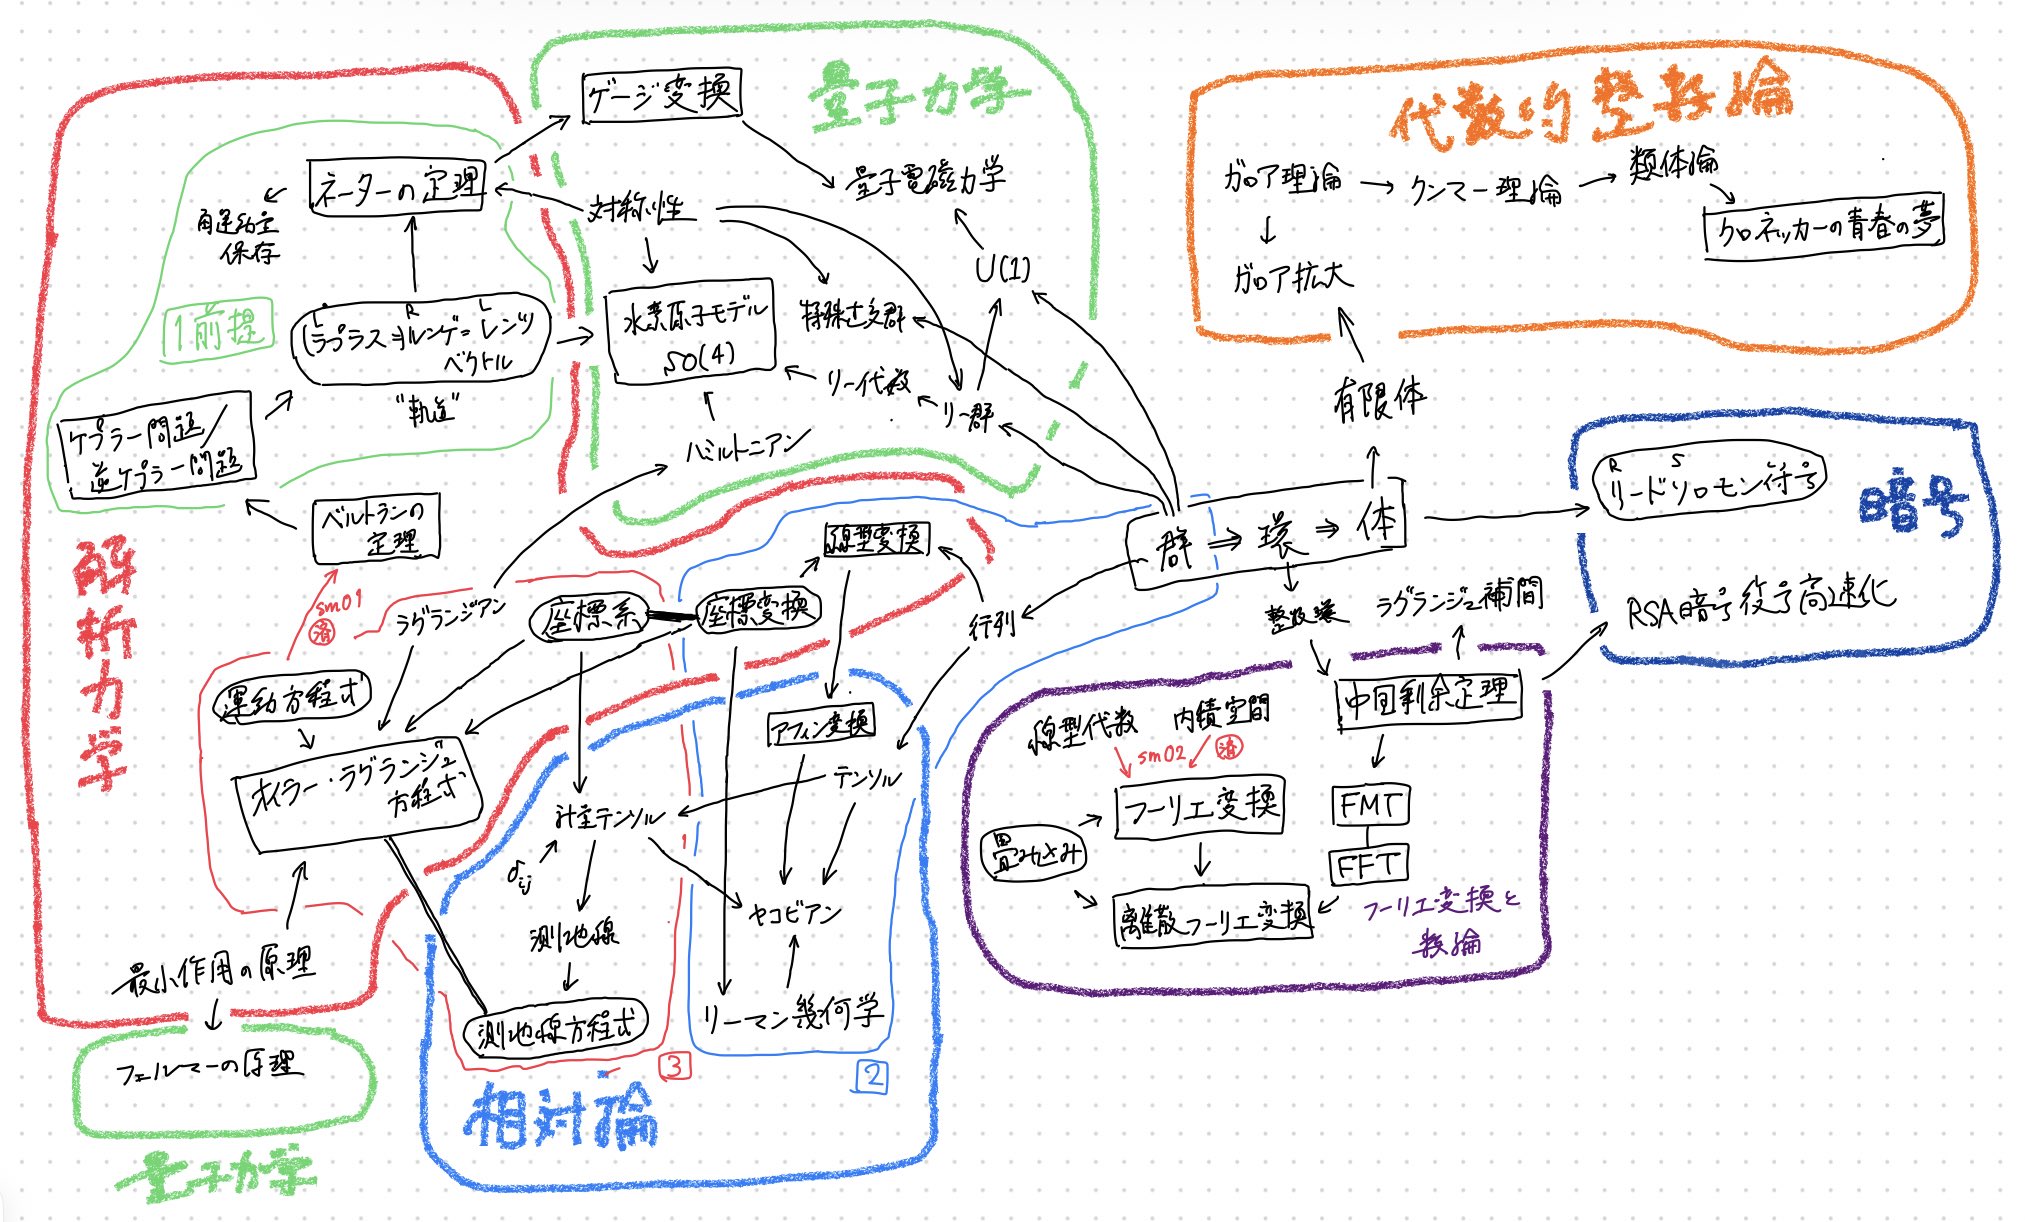 ゲージ変換
量子力学
代数的整数論
ネーターの定理
対称性
量子電磁力学
ガロア理論
クンマー理論
類体論
クロネッカーの青春の夢
角運動量
保存
U(1)
ガロア拡大
1 前提
L R L
(ラプラス=)ルンゲ=レンツ
ベクトル
"軌道"
水素原子モデル
so(4)
特殊直交群
リー代数
リー群
有限体
ケプラー問題/
逆ケプラー問題
ハミルトニアン
R S
リードソロモン符号
暗号
ベルトランの
定理
線型変換
群 ⇒ 環 ⇒ 体
解析力学
sm01
済
ラグランジアン
座標系
座標変換
行列
整数環
ラグランジュ補間
RSA暗号復号高速化
運動方程式
アフィン変換
線型代数
内積空間
中国剰余定理
sm02
済
オイラー・ラグランジュ
方程式
計量テンソル
テンソル
フーリエ変換
FMT
畳み込み
FFT
δij
ヤコビアン
離散フーリエ変換
フーリエ変換と
数論
測地線
最小作用の原理
測地線方程式
リーマン幾何学
フェルマーの原理
3
2
相対論
量子力学